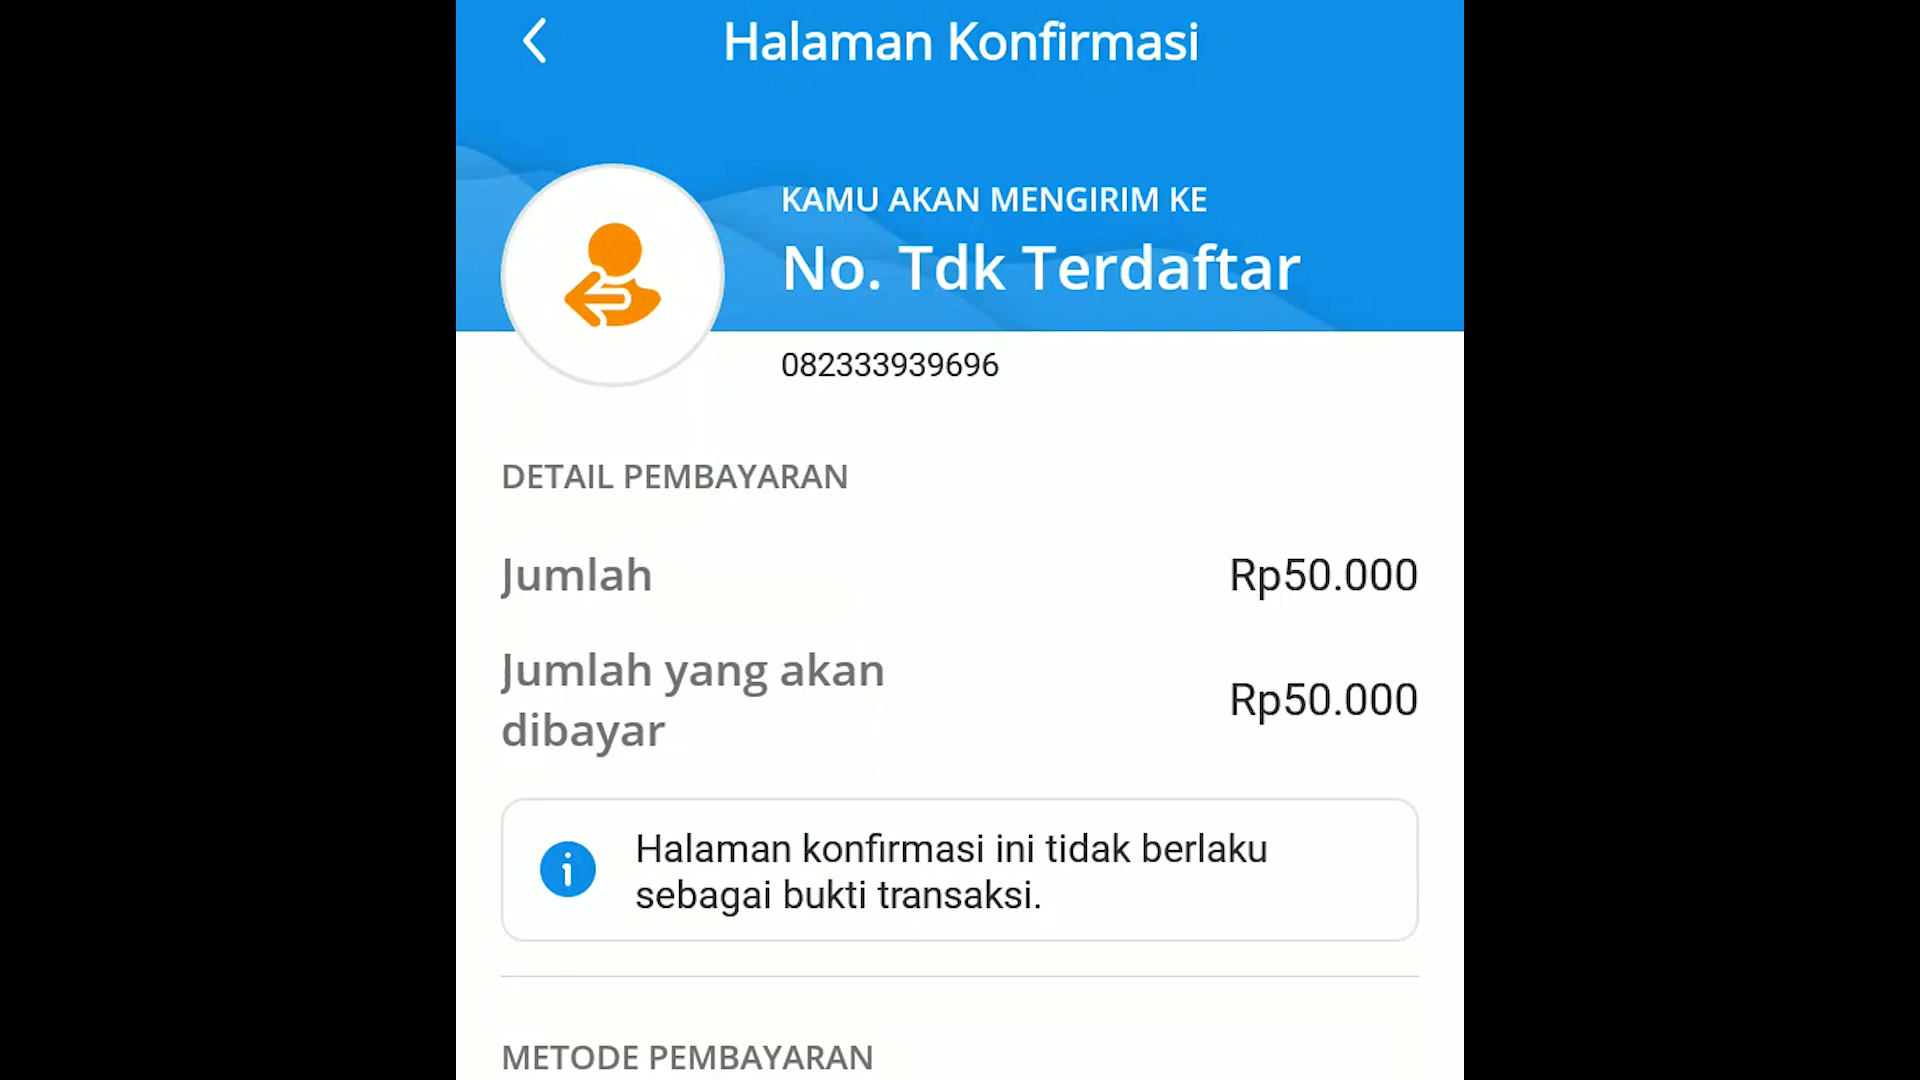 Halaman Konfirmasi
KAMU AKAN MENGIRIM KE
No. Tdk Terdaftar
082333939696
DETAIL PEMBAYARAN
Jumlah Rp50.000
Jumlah yang akan
dibayar Rp50.000
Halaman konfirmasi ini tidak berlaku
sebagai bukti transaksi.
METODE PEMBAYARAN